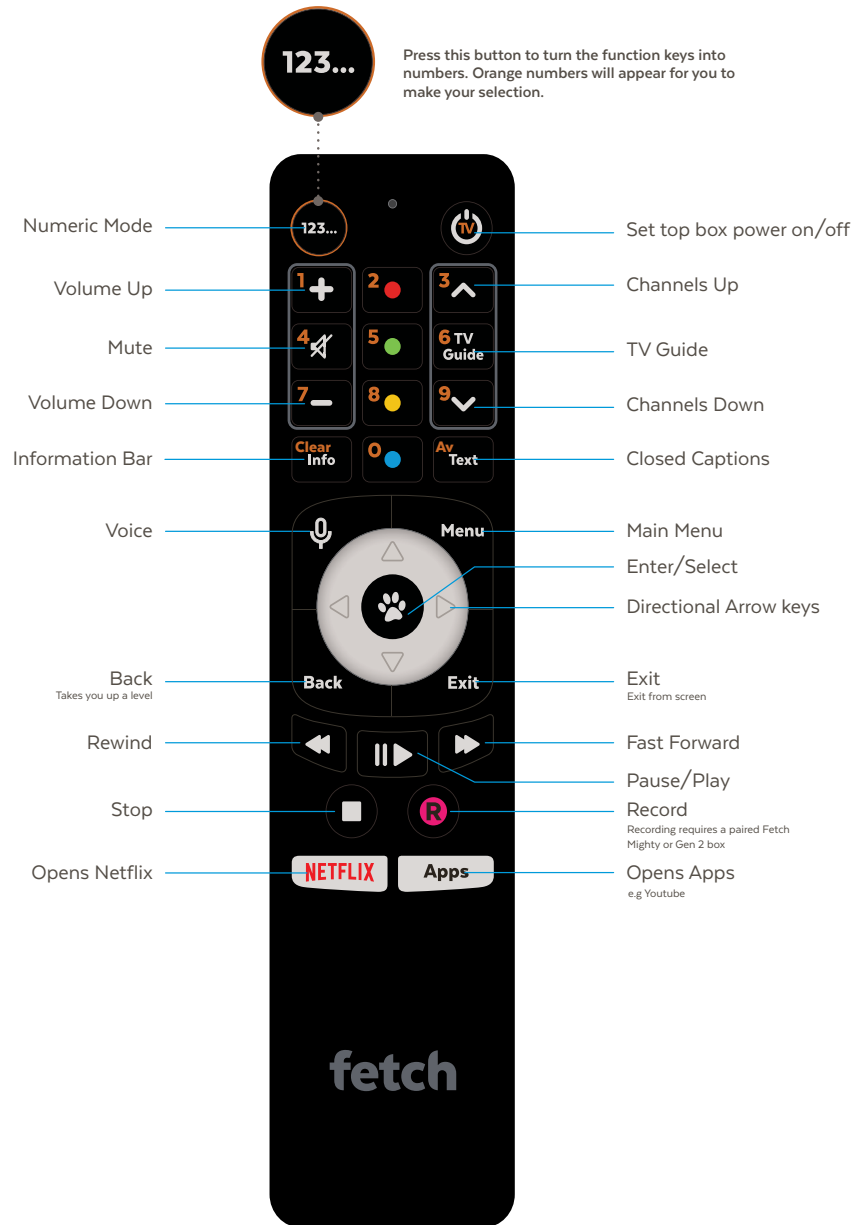 123...
Press this button to turn the function keys into
numbers. Orange numbers will appear for you to
make your selection.
Numeric Mode
123...
TV
Set top box power on/off
Volume Up
1
2
3
Channels Up
Mute
4
5
6 TV
Guide
TV Guide
Volume Down
7
8
9
Channels Down
Information Bar
Clear
Info
0
Av
Text
Closed Captions
Voice
Menu
Main Menu
Enter/Select
Directional Arrow keys
Back
Takes you up a level
Back
Exit
Exit
Exit from screen
Rewind
Fast Forward
Pause/Play
Stop
R
Record
Recording requires a paired Fetch
Mighty or Gen 2 box
Opens Netflix
NETFLIX
Apps
Opens Apps
e.g Youtube
fetch